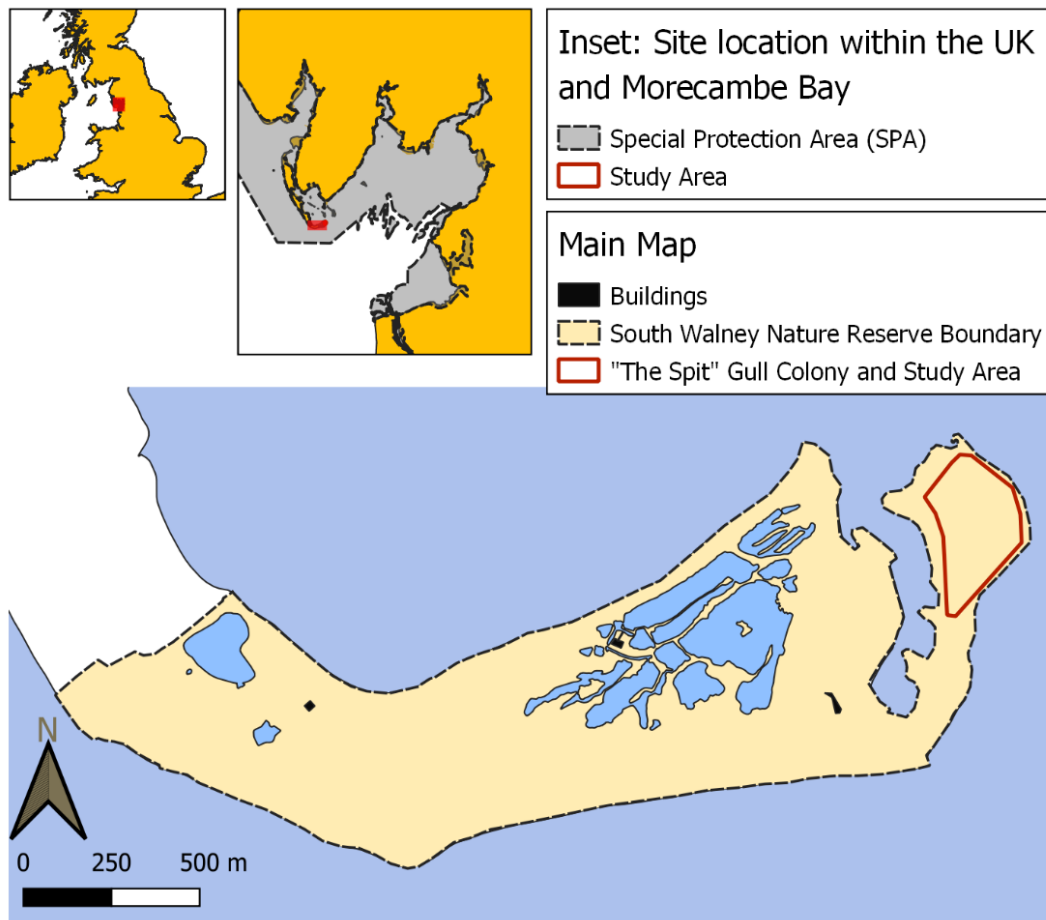 Inset: Site location within the UK
and Morecambe Bay
Special Protection Area (SPA)
Study Area
Main Map
Buildings
South Walney Nature Reserve Boundary
"The Spit" Gull Colony and Study Area
N
0 250 500 m